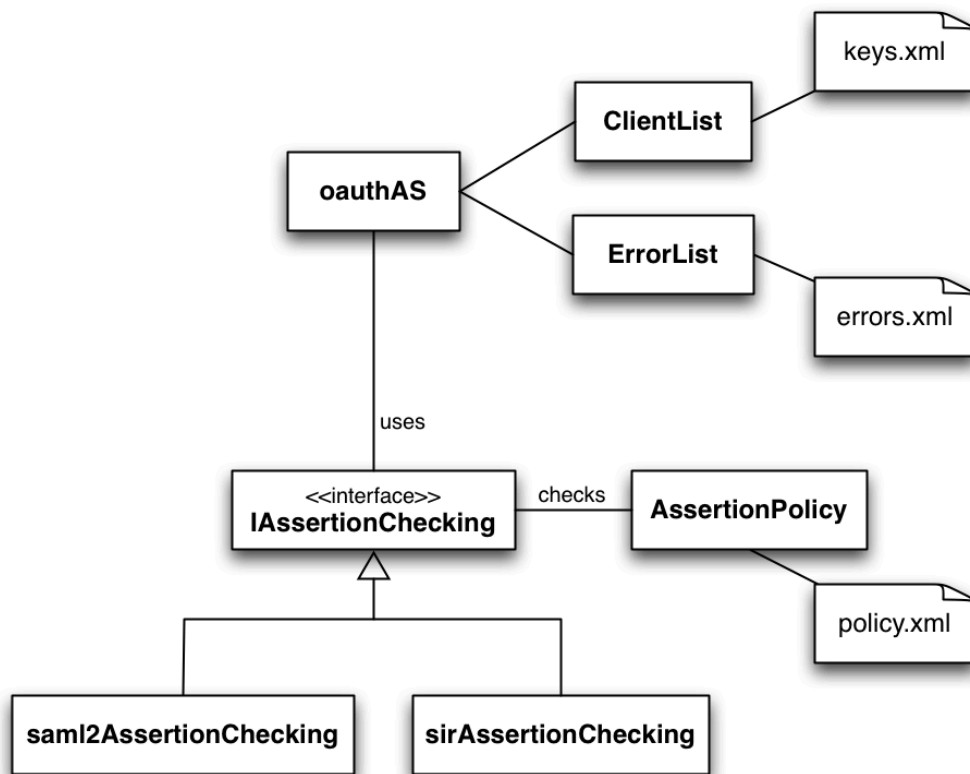 keys.xml
ClientList
oauthAS
ErrorList
errors.xml
uses
<<interface>>
IAssertionChecking
checks
AssertionPolicy
policy.xml
saml2AssertionChecking
sirAssertionChecking